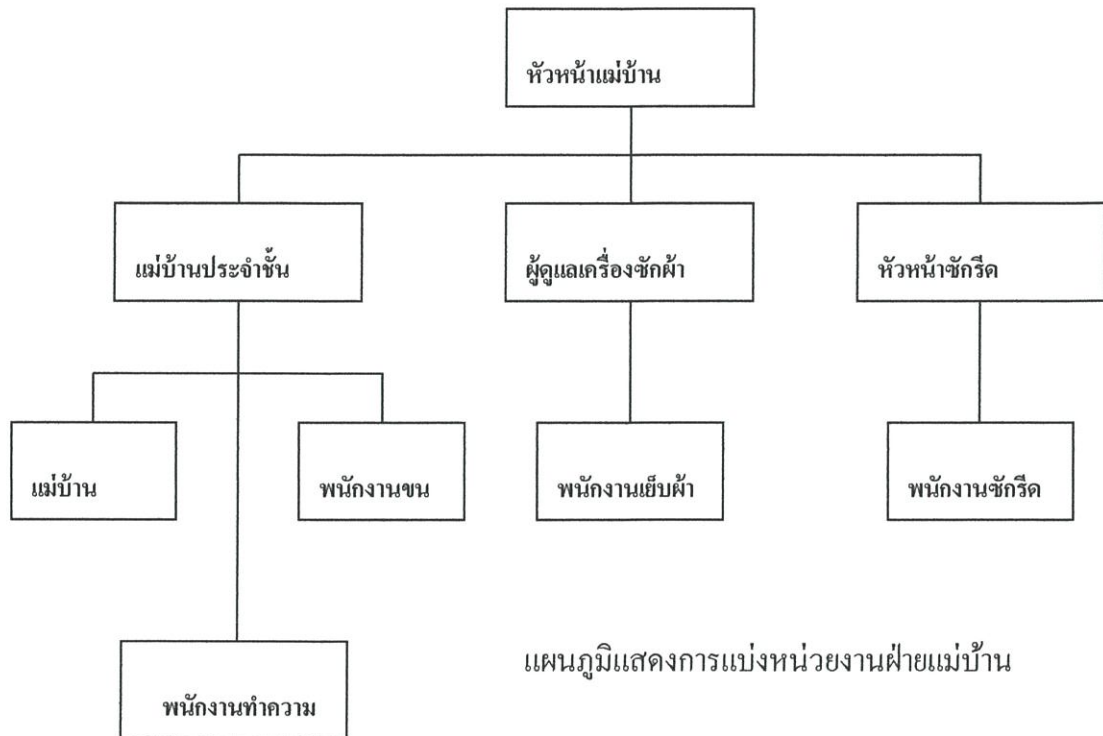 หัวหน้าแม่บ้าน
แม่บ้านประจำชั้น
ผู้ดูแลเครื่องซักผ้า
หัวหน้าซักรีด
แม่บ้าน
พนักงานขน
พนักงานเย็บผ้า
พนักงานซักรีด
แผนภูมิแสดงการแบ่งหน่วยงานฝ่ายแม่บ้าน
พนักงานทำความ